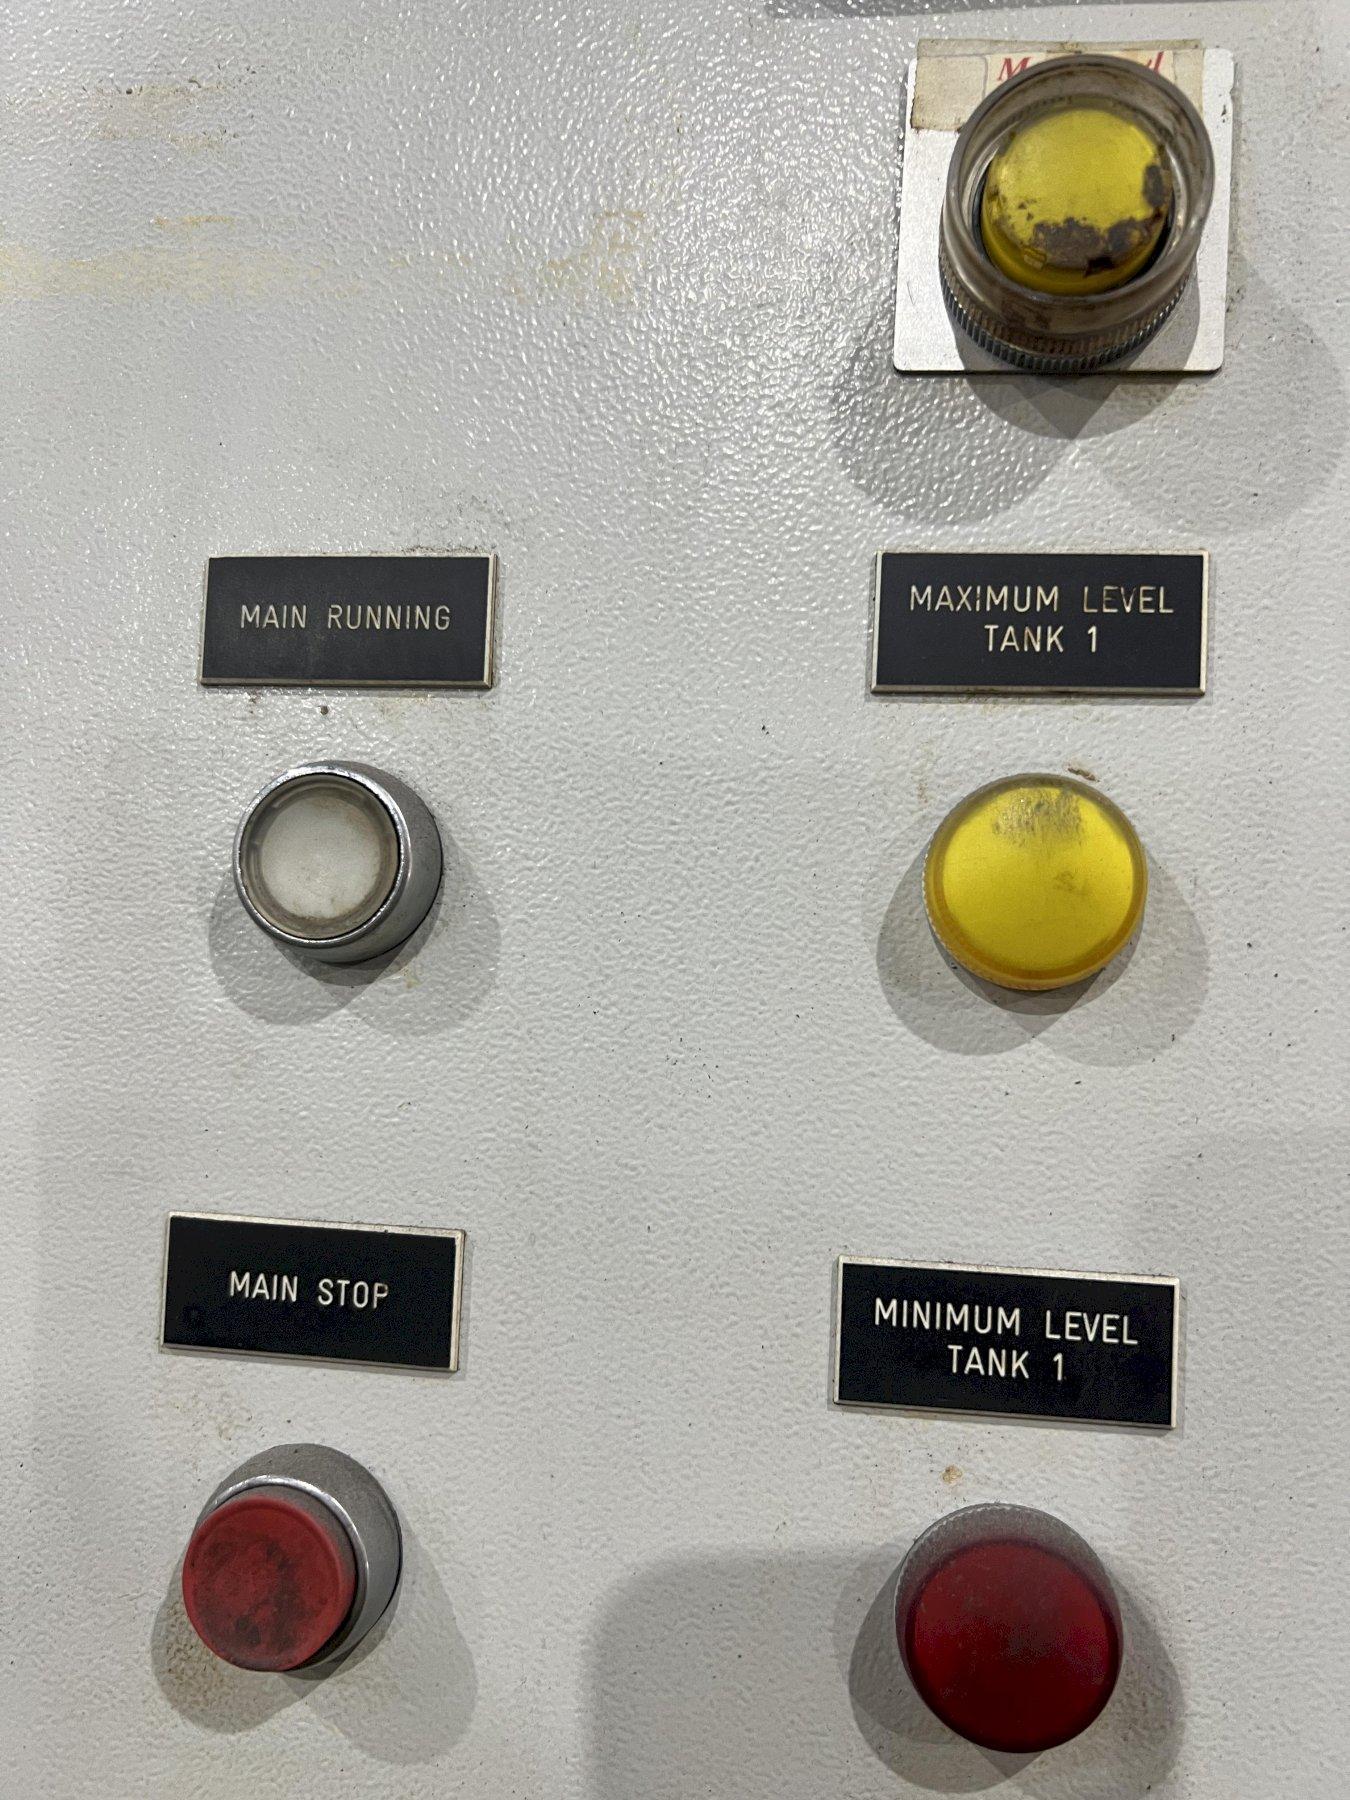 MAIN RUNNING
MAXIMUM LEVEL
TANK 1
MAIN STOP
MINIMUM LEVEL
TANK 1